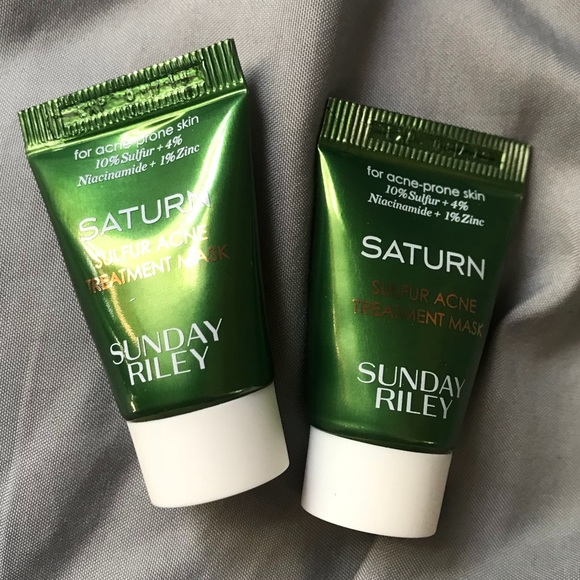 for acne-prone skin
10% Sulfur + 4%
Niacinamide + 1% Zinc
SATURN
SULFUR ACNE
TREATMENT MASK
SUNDAY
RILEY
for acne-prone skin
10% Sulfur + 4%
Niacinamide + 1% Zinc
SATURN
SULFUR ACNE
TREATMENT MASK
SUNDAY
RILEY